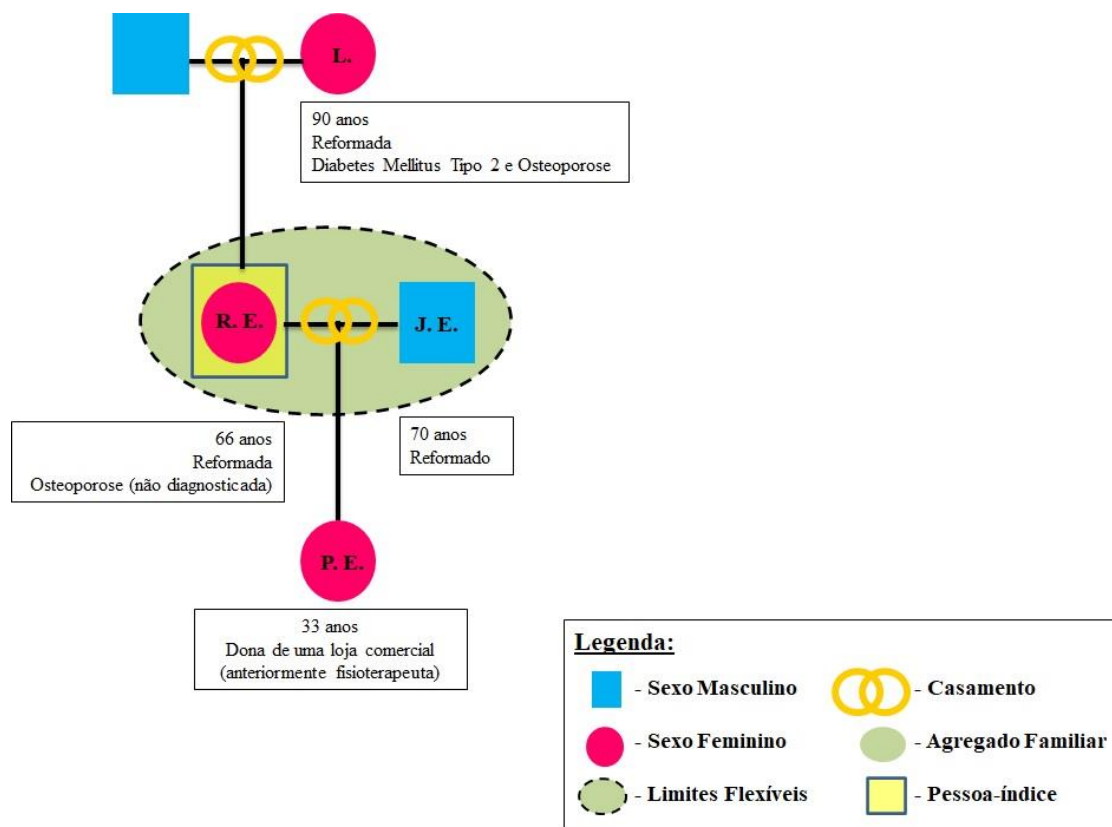 L.
90 anos
Reformada
Diabetes Mellitus Tipo 2 e Osteoporose
R. E.
J. E.
66 anos
Reformada
Osteoporose (não diagnosticada)
70 anos
Reformado
P. E.
33 anos
Dona de uma loja comercial
(anteriormente fisioterapeuta)
Legenda:
- Sexo Masculino
- Casamento
- Sexo Feminino
- Agregado Familiar
- Limites Flexíveis
- Pessoa-índice